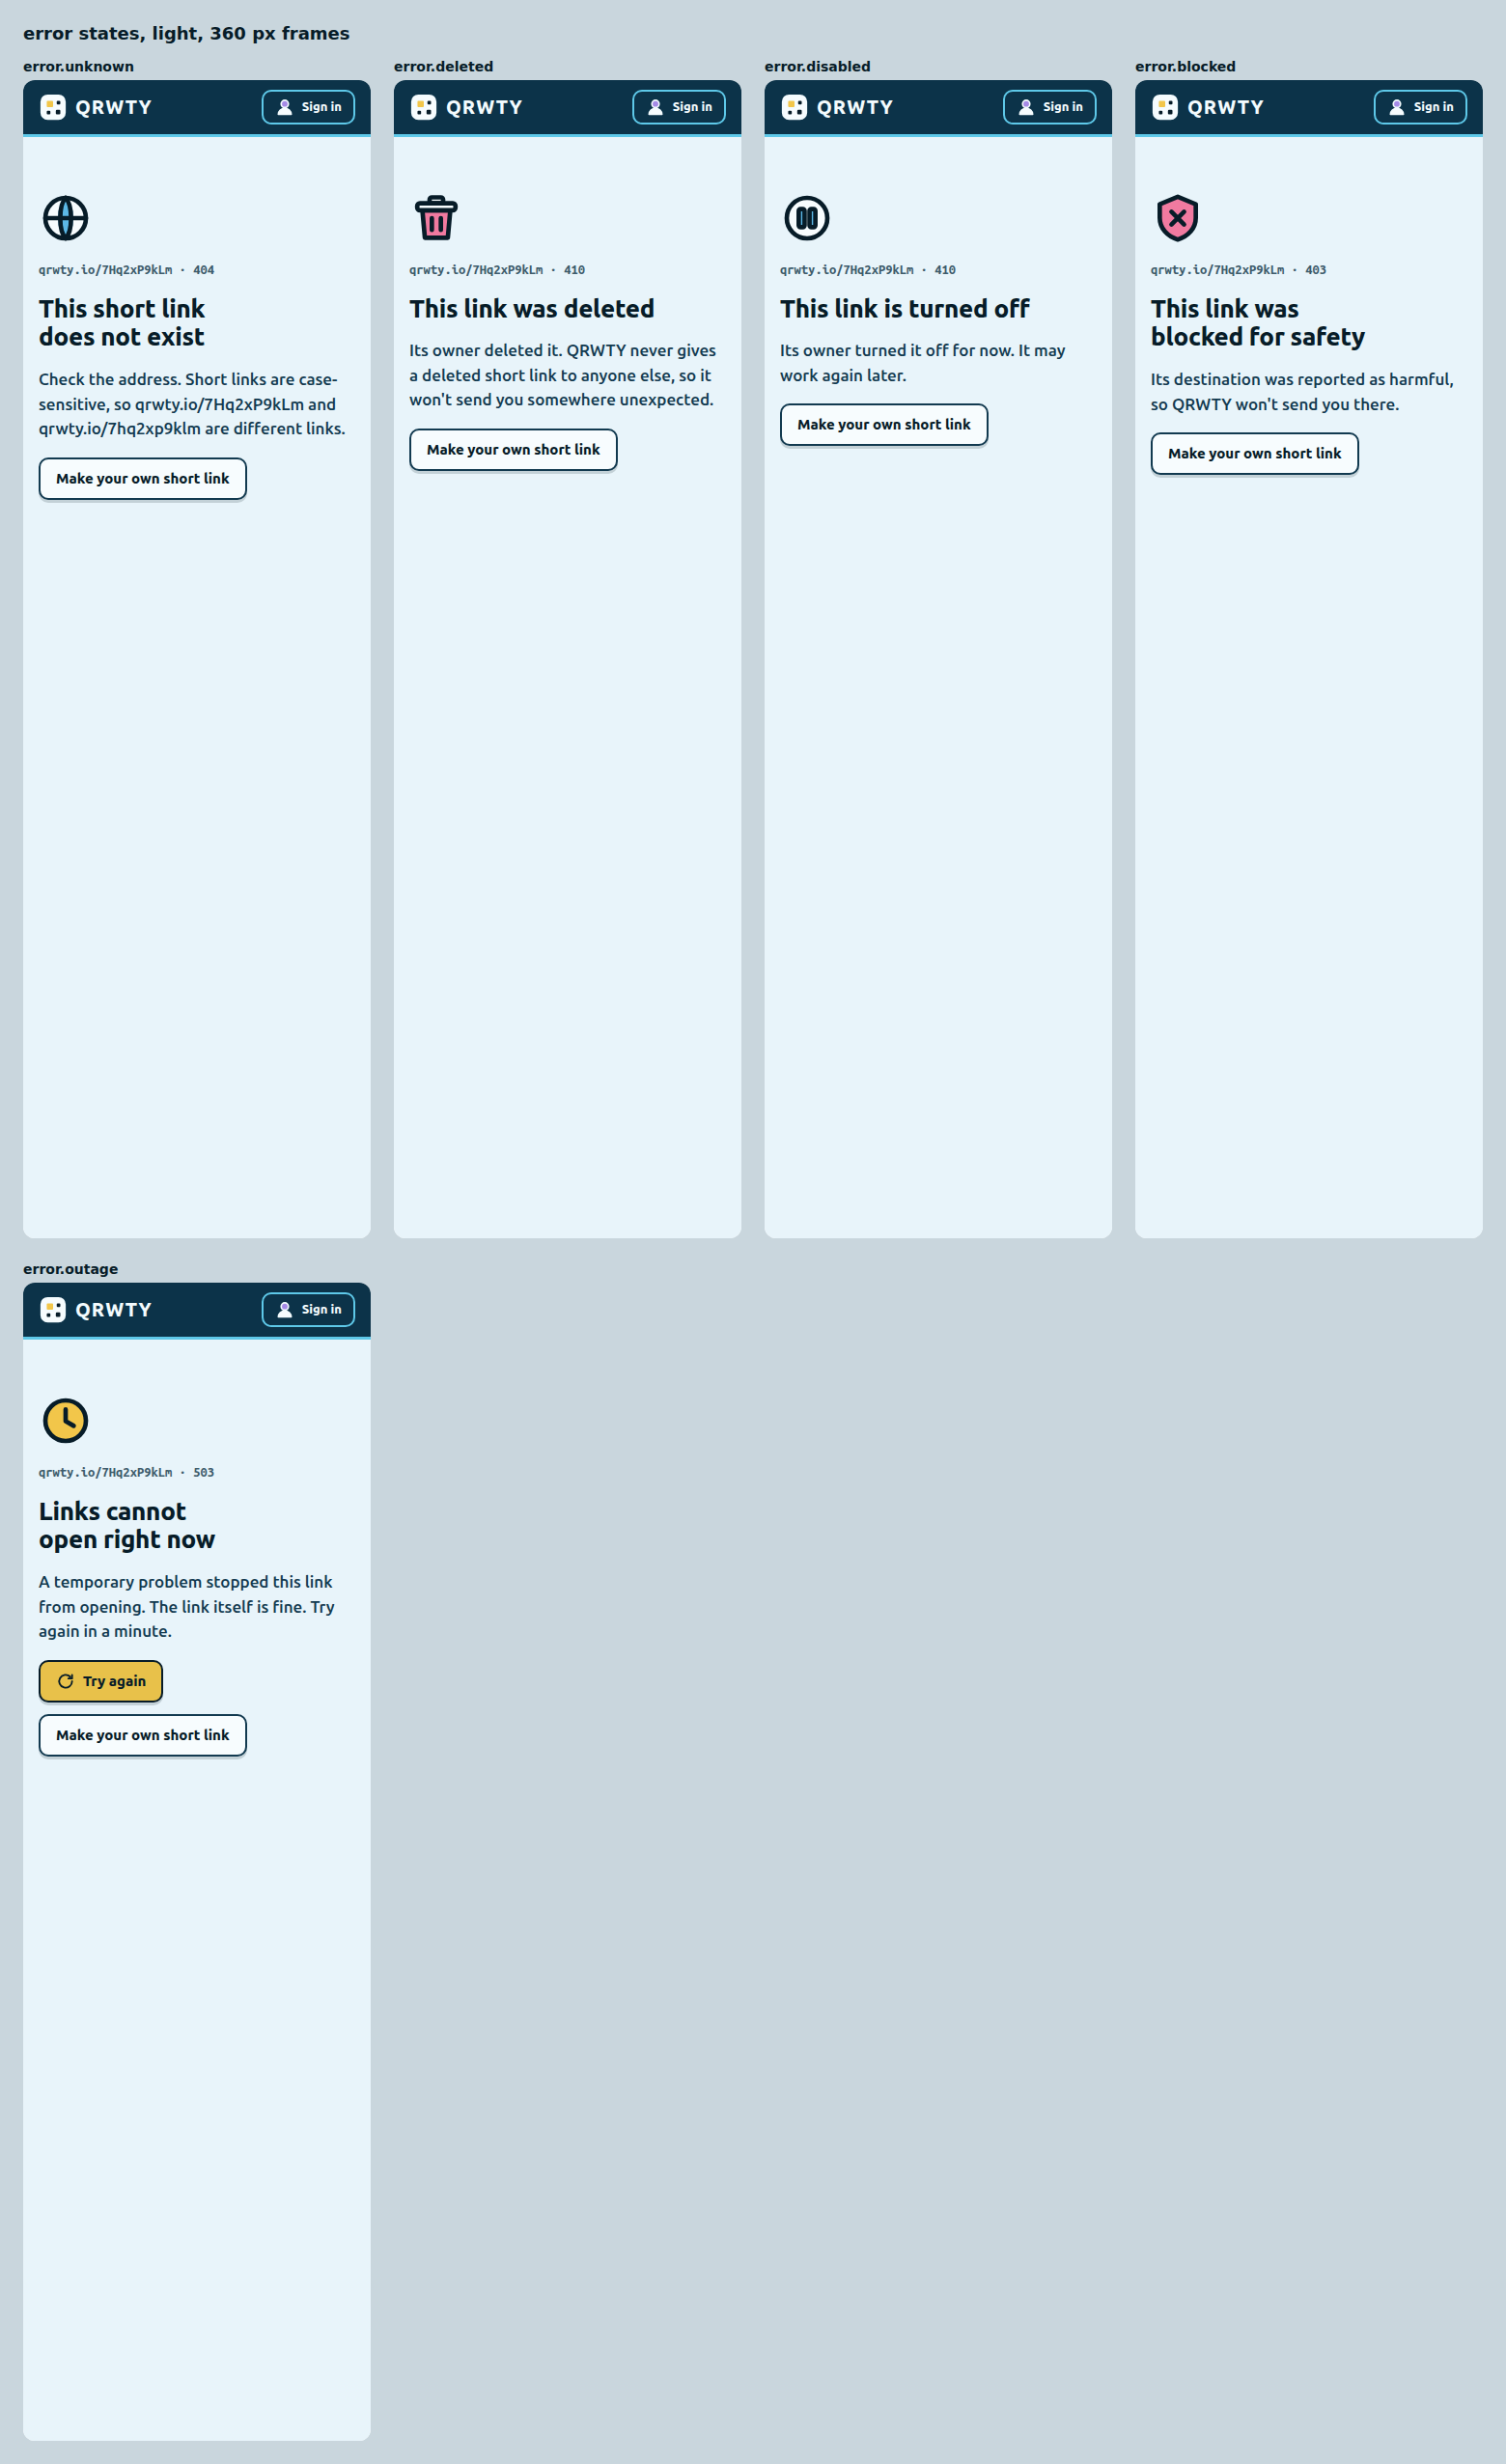 error states, light, 360 px frames
error.unknown
QRWTY
Sign in
qrwty.io/7Hq2xP9kLm · 404
This short link
does not exist
Check the address. Short links are case-
sensitive, so qrwty.io/7Hq2xP9kLm and
qrwty.io/7hq2xp9klm are different links.
Make your own short link
error.deleted
QRWTY
Sign in
qrwty.io/7Hq2xP9kLm · 410
This link was deleted
Its owner deleted it. QRWTY never gives
a deleted short link to anyone else, so it
won't send you somewhere unexpected.
Make your own short link
error.disabled
QRWTY
Sign in
qrwty.io/7Hq2xP9kLm · 410
This link is turned off
Its owner turned it off for now. It may
work again later.
Make your own short link
error.blocked
QRWTY
Sign in
qrwty.io/7Hq2xP9kLm · 403
This link was
blocked for safety
Its destination was reported as harmful,
so QRWTY won't send you there.
Make your own short link
error.outage
QRWTY
Sign in
qrwty.io/7Hq2xP9kLm · 503
Links cannot
open right now
A temporary problem stopped this link
from opening. The link itself is fine. Try
again in a minute.
Try again
Make your own short link